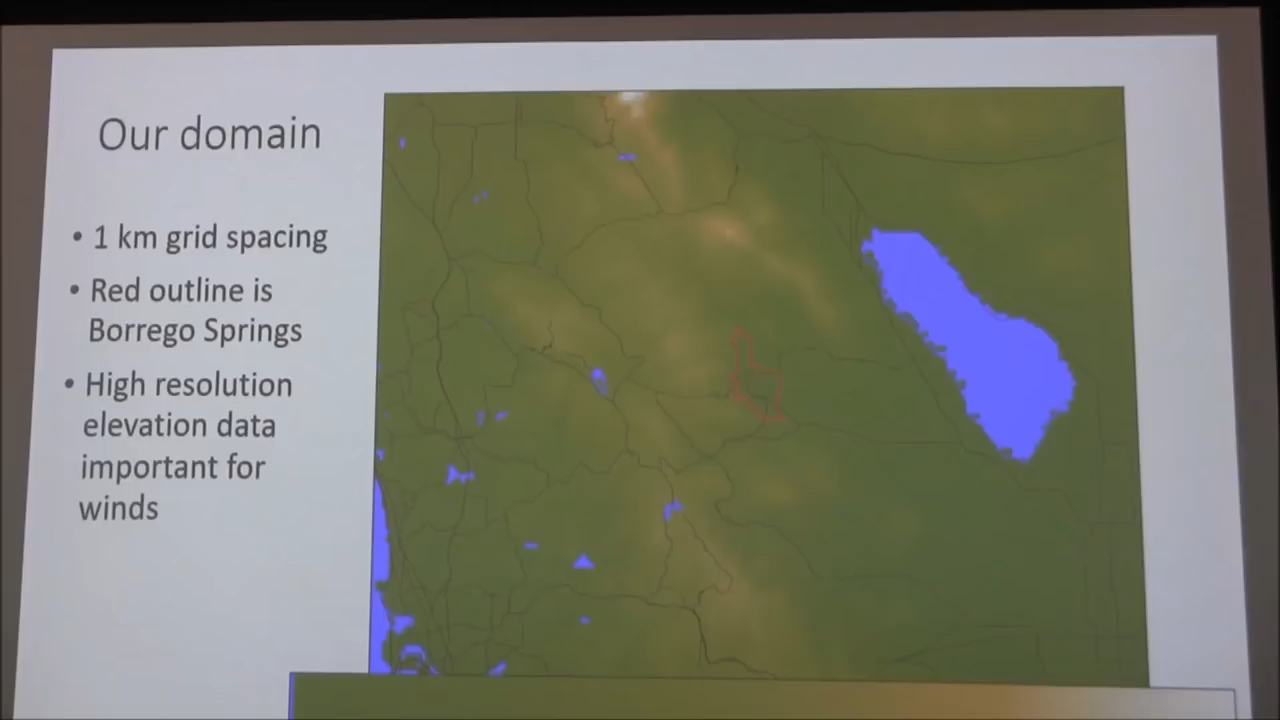 Our domain
• 1 km grid spacing
• Red outline is
Borrego Springs
• High resolution
elevation data
important for
winds